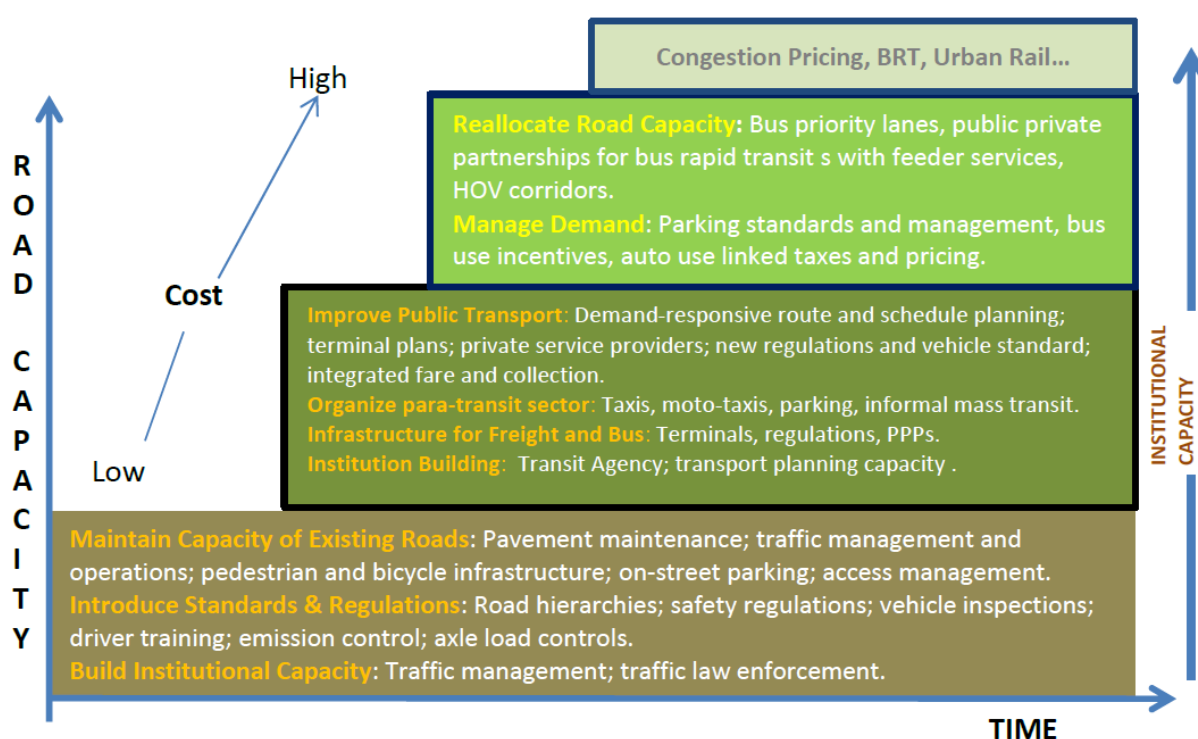 Congestion Pricing, BRT, Urban Rail...
High
Reallocate Road Capacity: Bus priority lanes, public private
partnerships for bus rapid transit s with feeder services,
HOV corridors.
Manage Demand: Parking standards and management, bus
use incentives, auto use linked taxes and pricing.
Cost
Low
Improve Public Transport: Demand-responsive route and schedule planning;
terminal plans; private service providers; new regulations and vehicle standard;
integrated fare and collection.
Organize para-transit sector: Taxis, moto-taxis, parking, informal mass transit.
Infrastructure for Freight and Bus: Terminals, regulations, PPPs.
Institution Building: Transit Agency; transport planning capacity .
Maintain Capacity of Existing Roads: Pavement maintenance; traffic management and
operations; pedestrian and bicycle infrastructure; on-street parking; access management.
Introduce Standards & Regulations: Road hierarchies; safety regulations; vehicle inspections;
driver training; emission control; axle load controls.
Build Institutional Capacity: Traffic management; traffic law enforcement.
ROAD CAPACITY
INSTITUTIONAL
CAPACITY
TIME